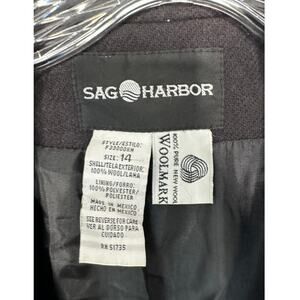 SAG HARBOR
STYLE/ESTILO:
SIZE: 14
SHELL/TELA EXTERIOR:
100% WOOL/LANA
LINING/FORRO:
100% POLYESTER/
POLIESTER
MADE IN MEXICO
HECHO EN MEXICO
SEE REVERSE FOR CARE
VER AL DORSO PARA
CUIDADO
RN 51735
100% PURE NEW WOOL
WOOLMARK